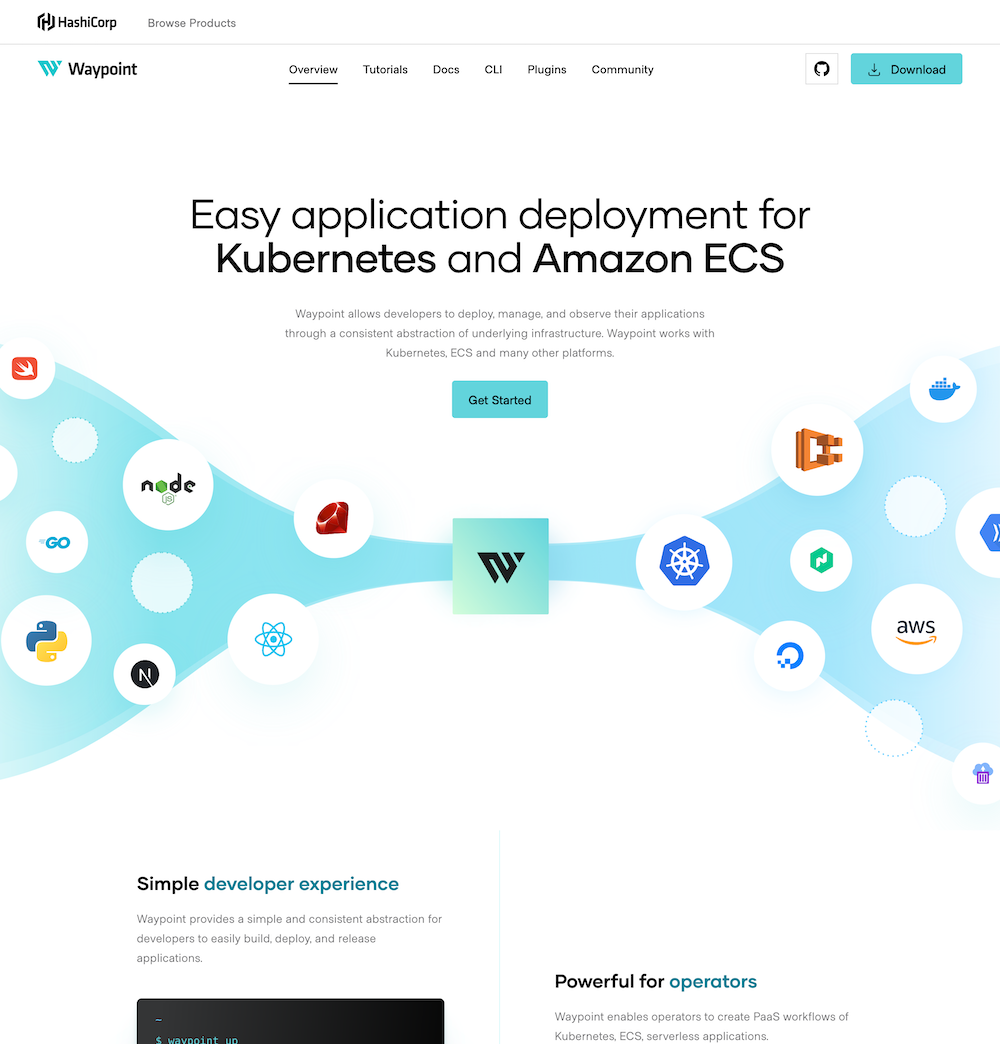 HashiCorp
Browse Products
Waypoint
Overview
Tutorials
Docs
CLI
Plugins
Community
Download
Easy application deployment for
Kubernetes and Amazon ECS
Waypoint allows developers to deploy, manage, and observe their applications
through a consistent abstraction of underlying infrastructure. Waypoint works with
Kubernetes, ECS and many other platforms.
Get Started
node
JS
GO
N
aws
Simple developer experience
Waypoint provides a simple and consistent abstraction for
developers to easily build, deploy, and release
applications.
~
$ waypoint up
Powerful for operators
Waypoint enables operators to create PaaS workflows of
Kubernetes, ECS, serverless applications.